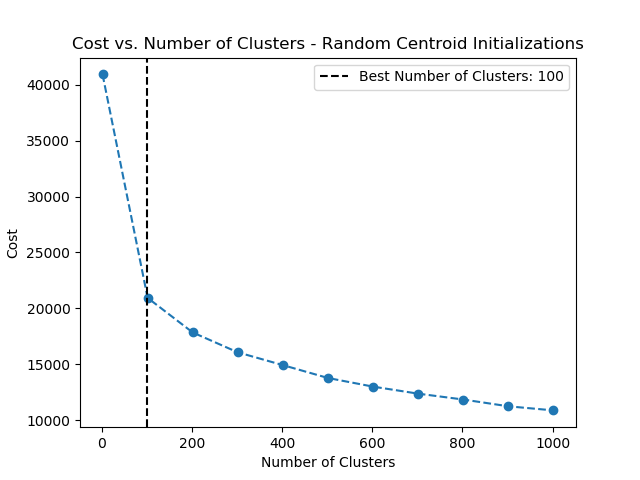 Cost vs. Number of Clusters - Random Centroid Initializations
Best Number of Clusters: 100
40000
35000
30000
25000
20000
15000
10000
Cost
0 200 400 600 800 1000
Number of Clusters